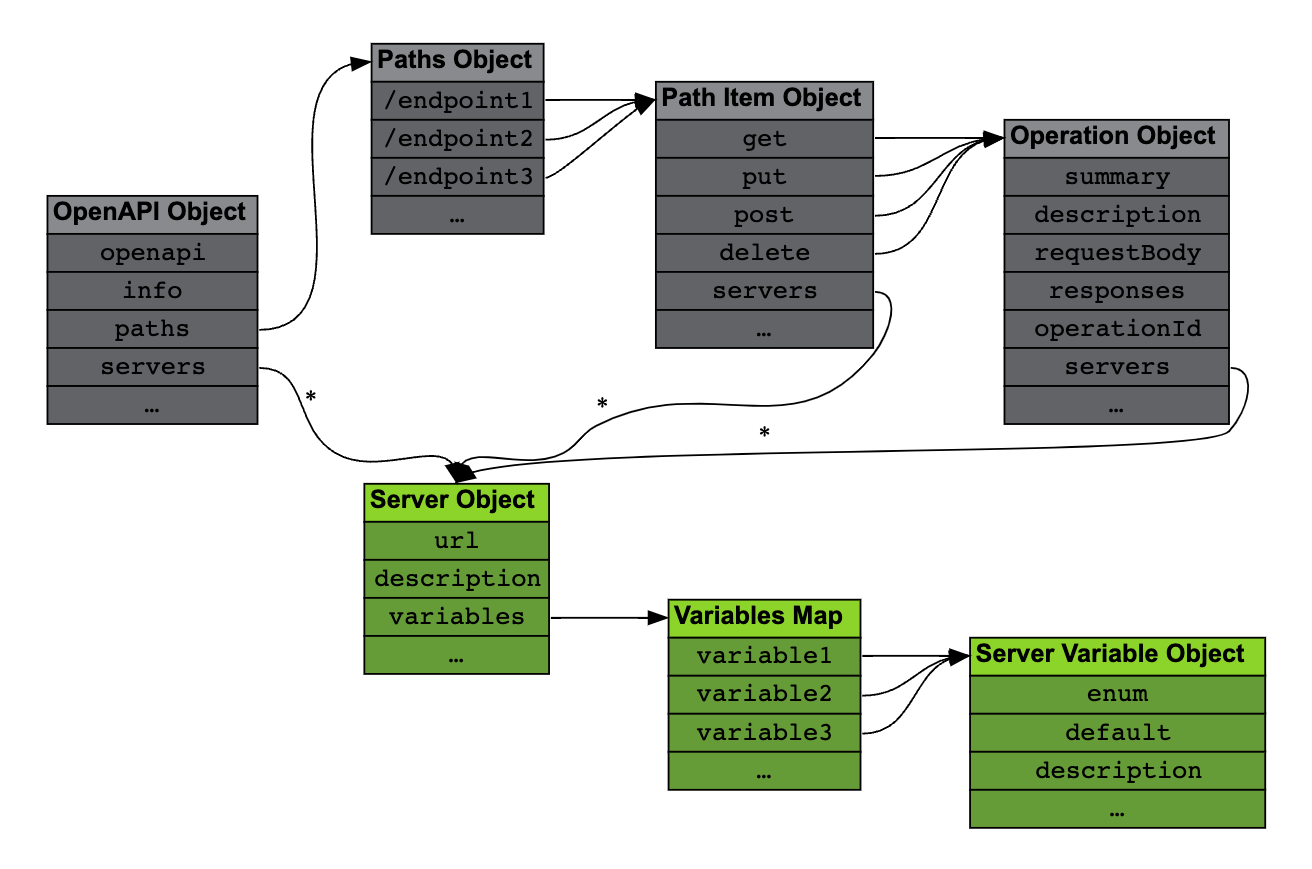 Paths Object
/endpoint1
/endpoint2
/endpoint3
…
Path Item Object
get
put
post
delete
servers
…
Operation Object
summary
description
requestBody
responses
operationId
servers
…
OpenAPI Object
openapi
info
paths
servers
…
*
*
*
Server Object
url
description
variables
…
Variables Map
variable1
variable2
variable3
…
Server Variable Object
enum
default
description
…